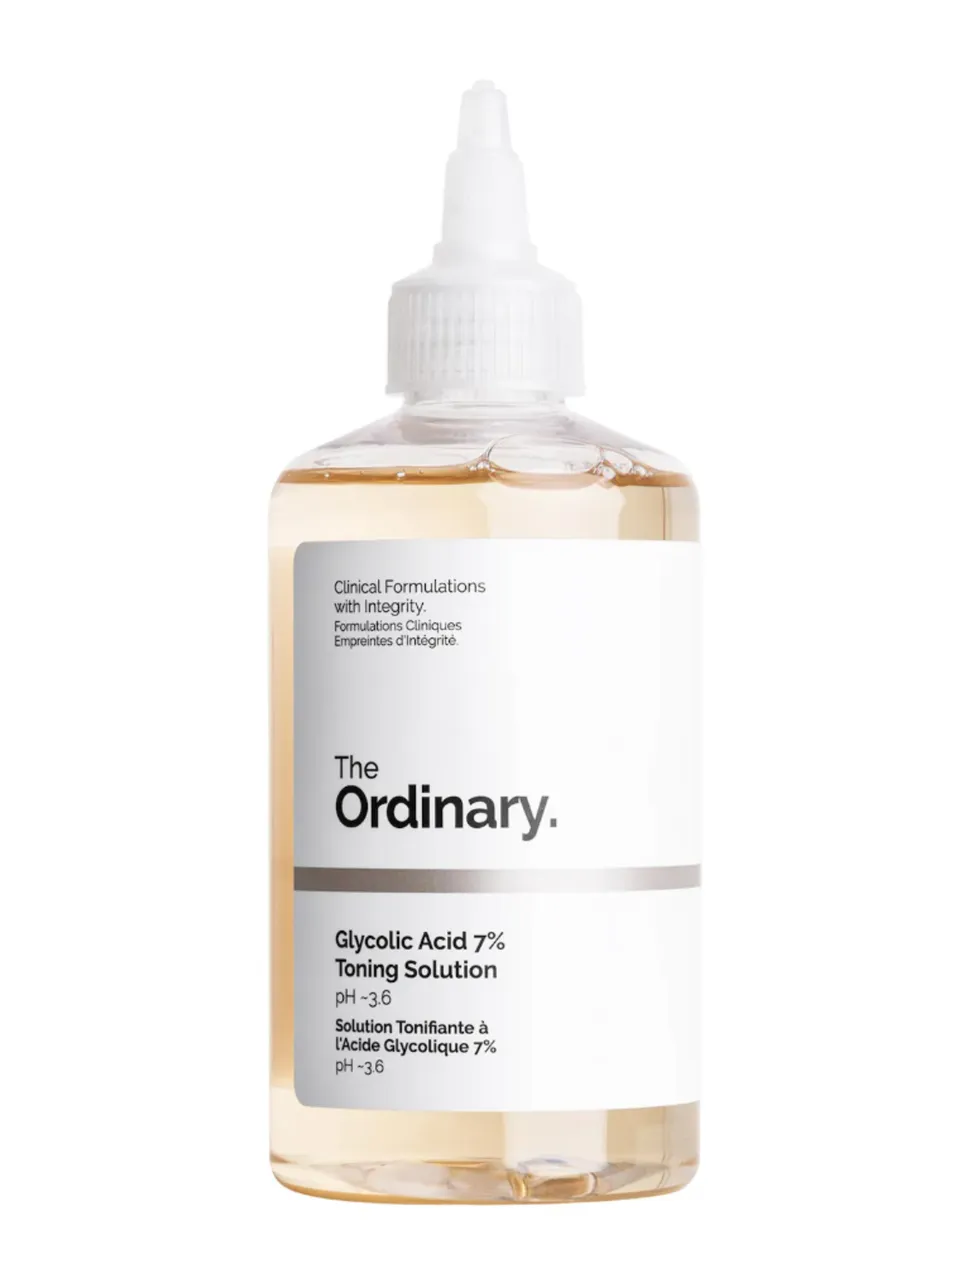 Clinical Formulations
with Integrity.
Formulations Cliniques
Empreintes d'Intégrité.
The
Ordinary.
Glycolic Acid 7%
Toning Solution
pH ~3.6
Solution Tonifiante à
l'Acide Glycolique 7%
pH ~3.6